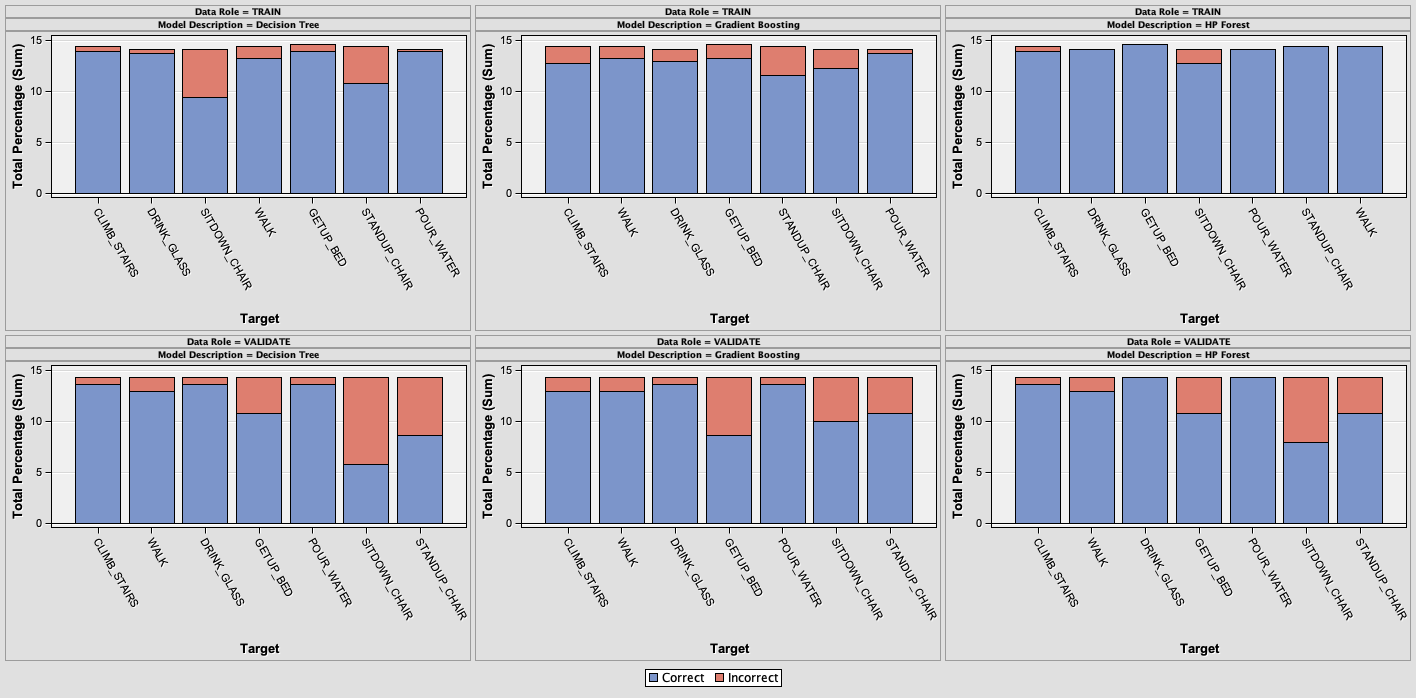 Data Role = TRAIN
Model Description = Decision Tree
Total Percentage (Sum)
15
10
5
0
CLIMB_STAIRS
DRINK_GLASS
SITDOWN_CHAIR
WALK
GETUP_BED
STANDUP_CHAIR
POUR_WATER
Target
Data Role = TRAIN
Model Description = Gradient Boosting
Total Percentage (Sum)
15
10
5
0
CLIMB_STAIRS
WALK
DRINK_GLASS
GETUP_BED
STANDUP_CHAIR
SITDOWN_CHAIR
POUR_WATER
Target
Data Role = TRAIN
Model Description = HP Forest
Total Percentage (Sum)
15
10
5
0
CLIMB_STAIRS
DRINK_GLASS
GETUP_BED
SITDOWN_CHAIR
POUR_WATER
STANDUP_CHAIR
WALK
Target
Data Role = VALIDATE
Model Description = Decision Tree
Total Percentage (Sum)
15
10
5
0
CLIMB_STAIRS
WALK
DRINK_GLASS
GETUP_BED
POUR_WATER
SITDOWN_CHAIR
STANDUP_CHAIR
Target
Data Role = VALIDATE
Model Description = Gradient Boosting
Total Percentage (Sum)
15
10
5
0
CLIMB_STAIRS
WALK
DRINK_GLASS
GETUP_BED
POUR_WATER
SITDOWN_CHAIR
STANDUP_CHAIR
Target
Data Role = VALIDATE
Model Description = HP Forest
Total Percentage (Sum)
15
10
5
0
CLIMB_STAIRS
WALK
DRINK_GLASS
GETUP_BED
POUR_WATER
SITDOWN_CHAIR
STANDUP_CHAIR
Target
Correct Incorrect